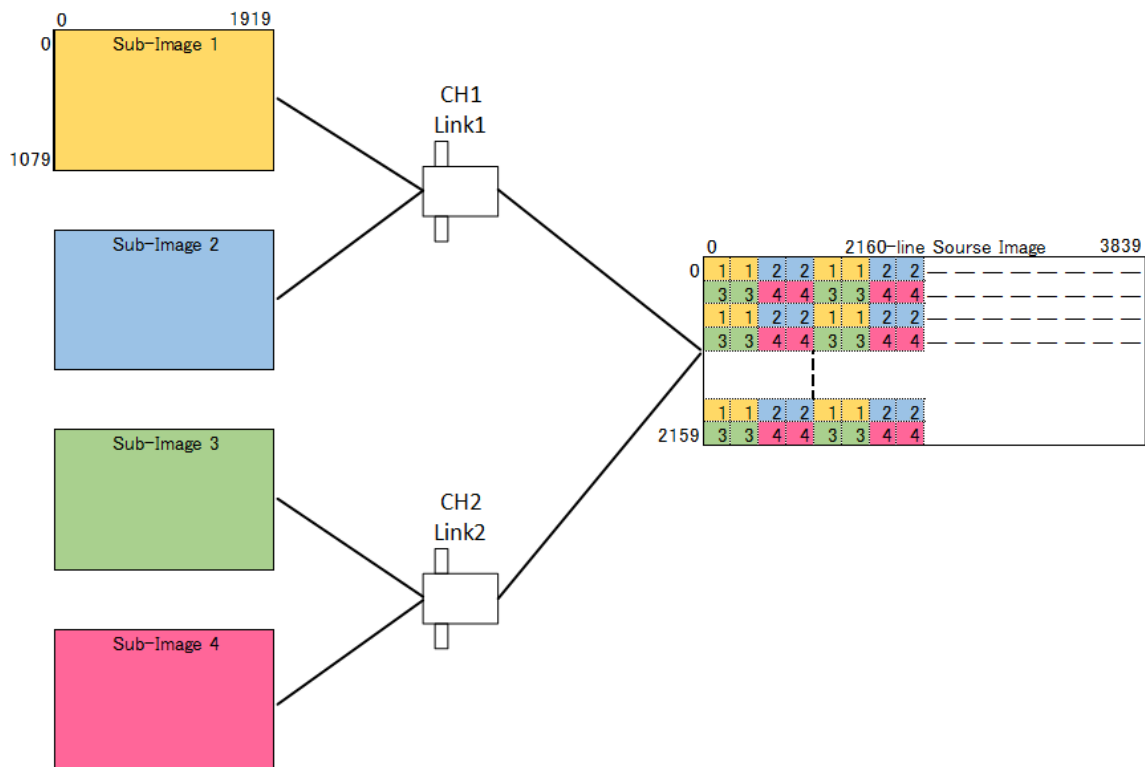 0 1919
0 Sub-Image 1
1079
CH1
Link1
Sub-Image 2
0 2160-line Sourse Image 3839
0 1 1 2 2 1 1 2 2
3 3 4 4 3 3 4 4
1 1 2 2 1 1 2 2
3 3 4 4 3 3 4 4
1 1 2 2 1 1 2 2
2159 3 3 4 4 3 3 4 4
Sub-Image 3
CH2
Link2
Sub-Image 4